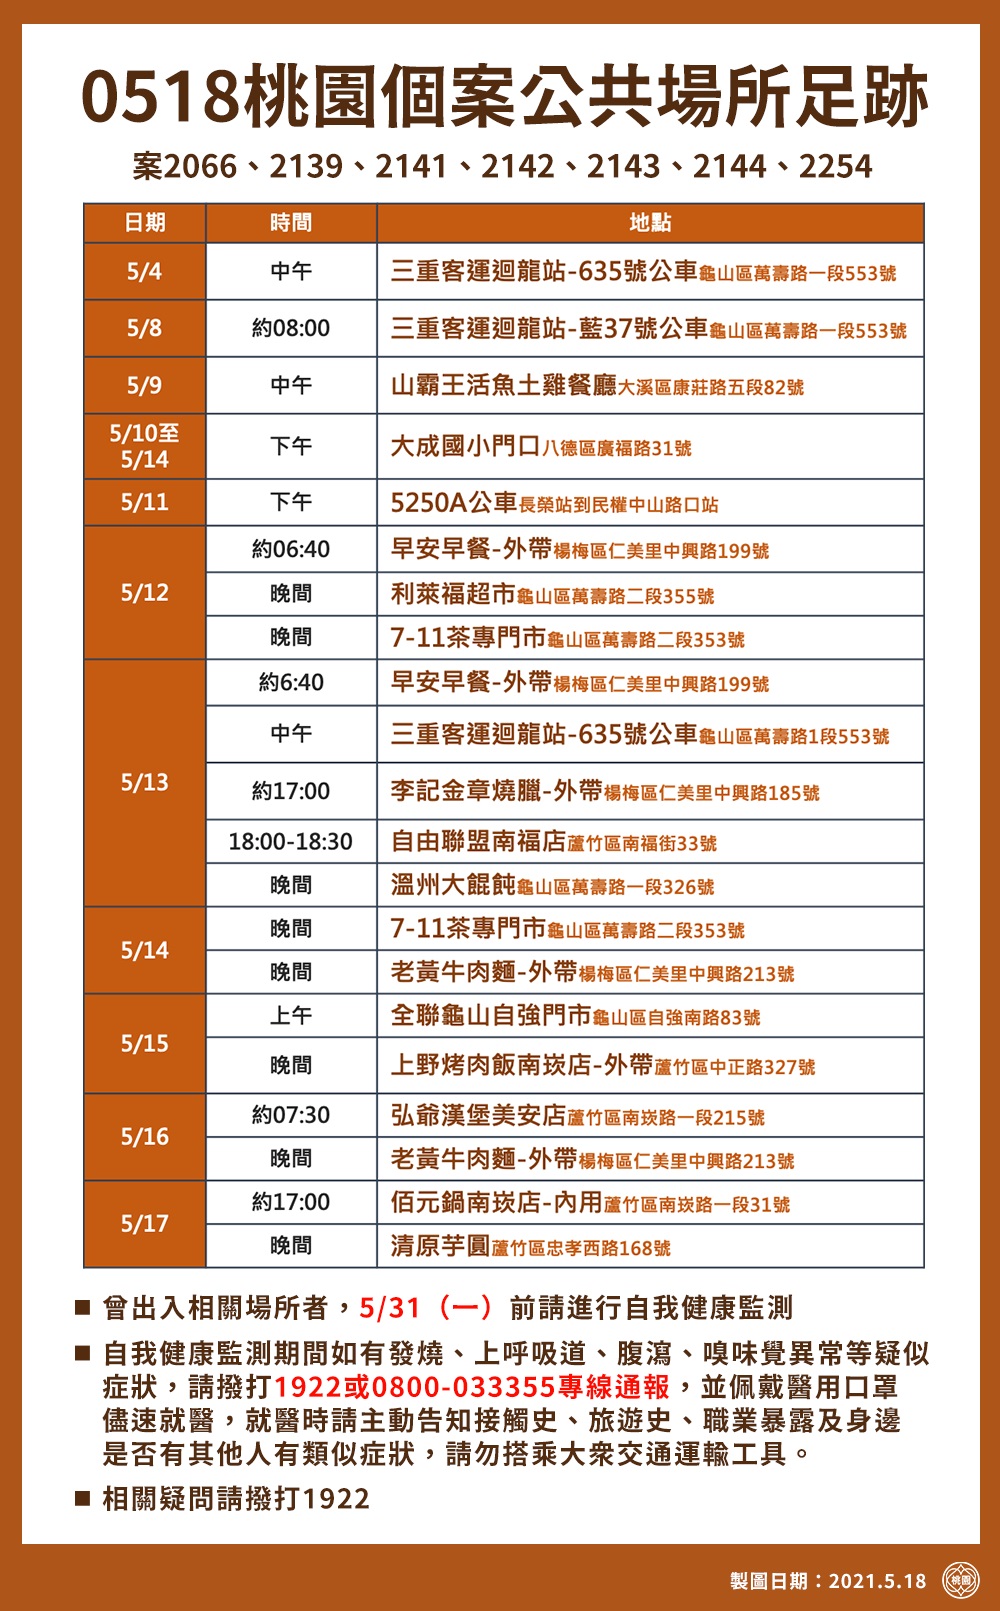 0518桃園個案公共場所足跡
案2066、2139、2141、2142、2143、2144、2254
日期 時間 地點
5/4 中午 三重客運迴龍站-635號公車龜山區萬壽路一段553號
5/8 約08:00 三重客運迴龍站-藍37號公車龜山區萬壽路一段553號
5/9 中午 山霸王活魚土雞餐廳大溪區康莊路五段82號
5/10至
5/14 下午 大成國小門口八德區廣福路31號
5/11 下午 5250A公車長榮站到民權中山路口站
5/12 約06:40 早安早餐-外帶楊梅區仁美里中興路199號
晚間 利萊福超市龜山區萬壽路二段355號
晚間 7-11茶專門市龜山區萬壽路二段353號
5/13 約6:40 早安早餐-外帶楊梅區仁美里中興路199號
中午 三重客運迴龍站-635號公車龜山區萬壽路1段553號
約17:00 李記金章燒臘-外帶楊梅區仁美里中興路185號
18:00-18:30 自由聯盟南福店蘆竹區南福街33號
晚間 溫州大餛飩龜山區萬壽路一段326號
5/14 晚間 7-11茶專門市龜山區萬壽路二段353號
晚間 老黃牛肉麵-外帶楊梅區仁美里中興路213號
5/15 上午 全聯龜山自強門市龜山區自強南路83號
晚間 上野烤肉飯南崁店-外帶蘆竹區中正路327號
5/16 約07:30 弘爺漢堡美安店蘆竹區南崁路一段215號
晚間 老黃牛肉麵-外帶楊梅區仁美里中興路213號
5/17 約17:00 佰元鍋南崁店-內用蘆竹區南崁路一段31號
晚間 清原芋圓蘆竹區忠孝西路168號
■ 曾出入相關場所者，5/31（一）前請進行自我健康監測
■ 自我健康監測期間如有發燒、上呼吸道、腹瀉、嗅味覺異常等疑似
症狀，請撥打1922或0800-033355專線通報，並佩戴醫用口罩
儘速就醫，就醫時請主動告知接觸史、旅遊史、職業暴露及身邊
是否有其他人有類似症狀，請勿搭乘大眾交通運輸工具。
■ 相關疑問請撥打1922
製圖日期：2021.5.18 桃園